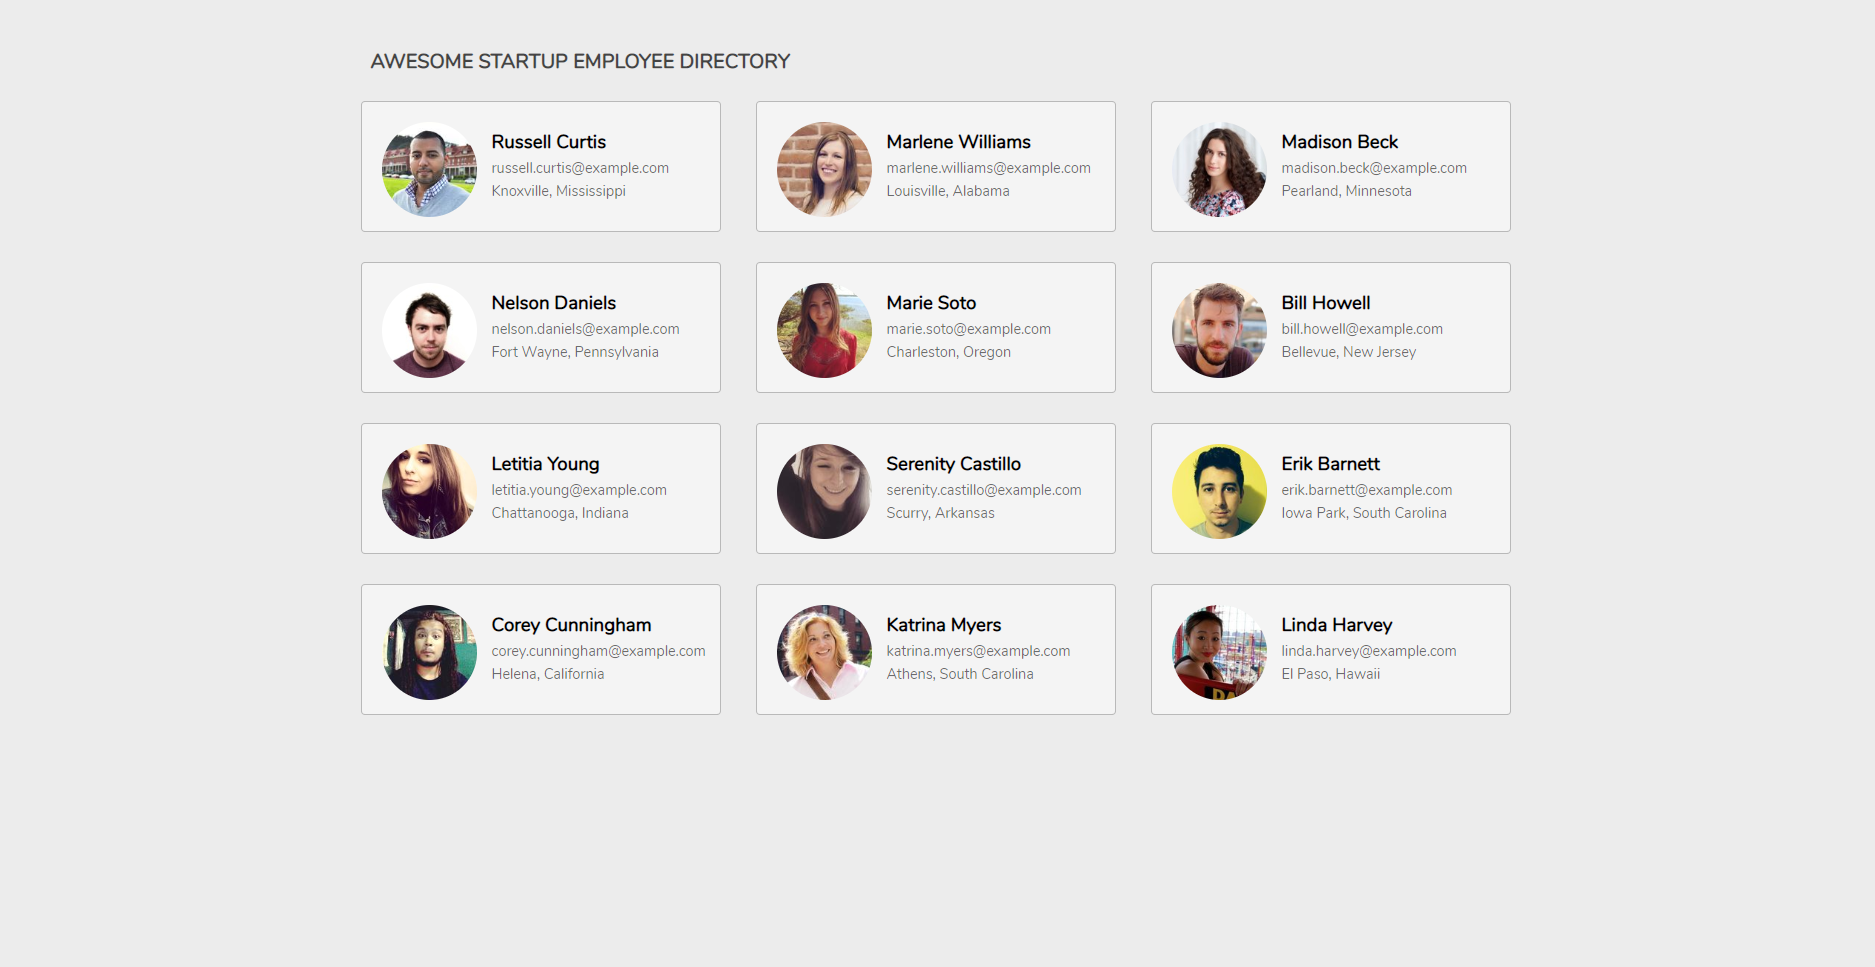 AWESOME STARTUP EMPLOYEE DIRECTORY
Russell Curtis
russell.curtis@example.com
Knoxville, Mississippi
Marlene Williams
marlene.williams@example.com
Louisville, Alabama
Madison Beck
madison.beck@example.com
Pearland, Minnesota
Nelson Daniels
nelson.daniels@example.com
Fort Wayne, Pennsylvania
Marie Soto
marie.soto@example.com
Charleston, Oregon
Bill Howell
bill.howell@example.com
Bellevue, New Jersey
Letitia Young
letitia.young@example.com
Chattanooga, Indiana
Serenity Castillo
serenity.castillo@example.com
Scurry, Arkansas
Erik Barnett
erik.barnett@example.com
Iowa Park, South Carolina
Corey Cunningham
corey.cunningham@example.com
Helena, California
Katrina Myers
katrina.myers@example.com
Athens, South Carolina
Linda Harvey
linda.harvey@example.com
El Paso, Hawaii